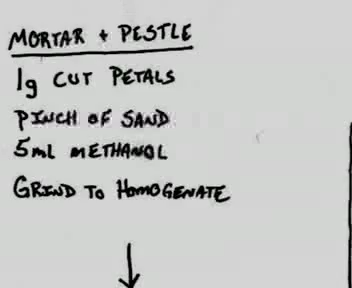 MORTAR + PESTLE
1g CUT PETALS
PINCH OF SAND
5ml METHANOL
GRIND TO HOMOGENATE